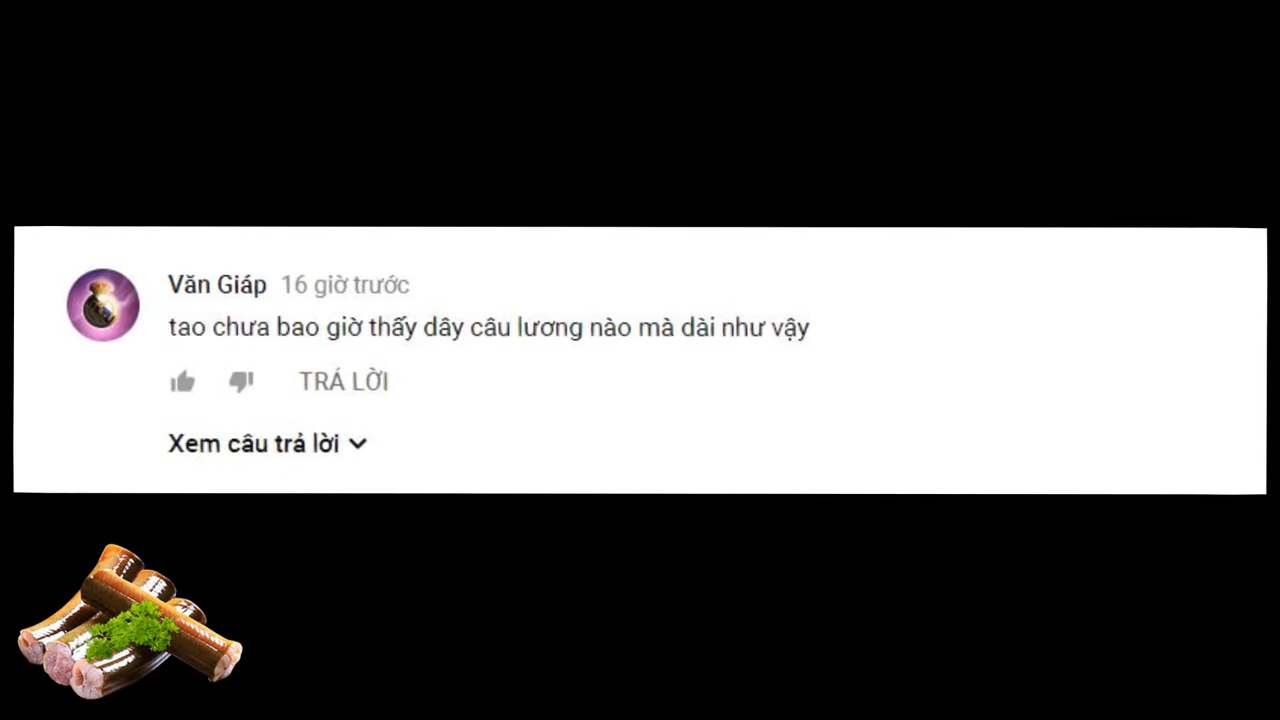 Văn Giáp 16 giờ trước
tao chưa bao giờ thấy dây câu lương nào mà dài như vậy
TRẢ LỜI
Xem câu trả lời